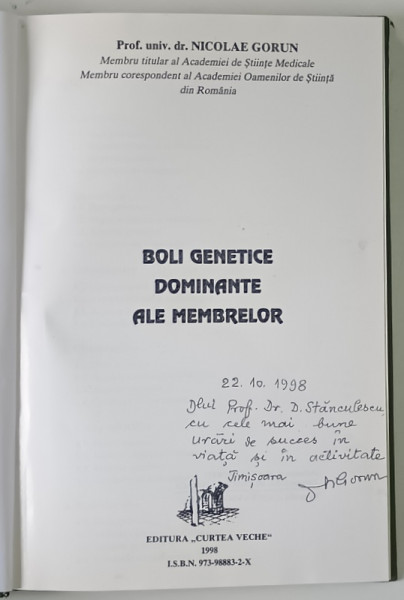 Prof. univ. dr. NICOLAE GORUN
Membru titular al Academiei de Științe Medicale
Membru corespondent al Academiei Oamenilor de Știință
din România
BOLI GENETICE
DOMINANTE
ALE MEMBRELOR
22.10.1998
Dlui Prof. Dr. D. Stănculescu
cu cele mai bune
urări de succes în
viață și în activitate
Timișoara NGorun
EDITURA „CURTEA VECHE"
1998
I.S.B.N. 973-98883-2-X